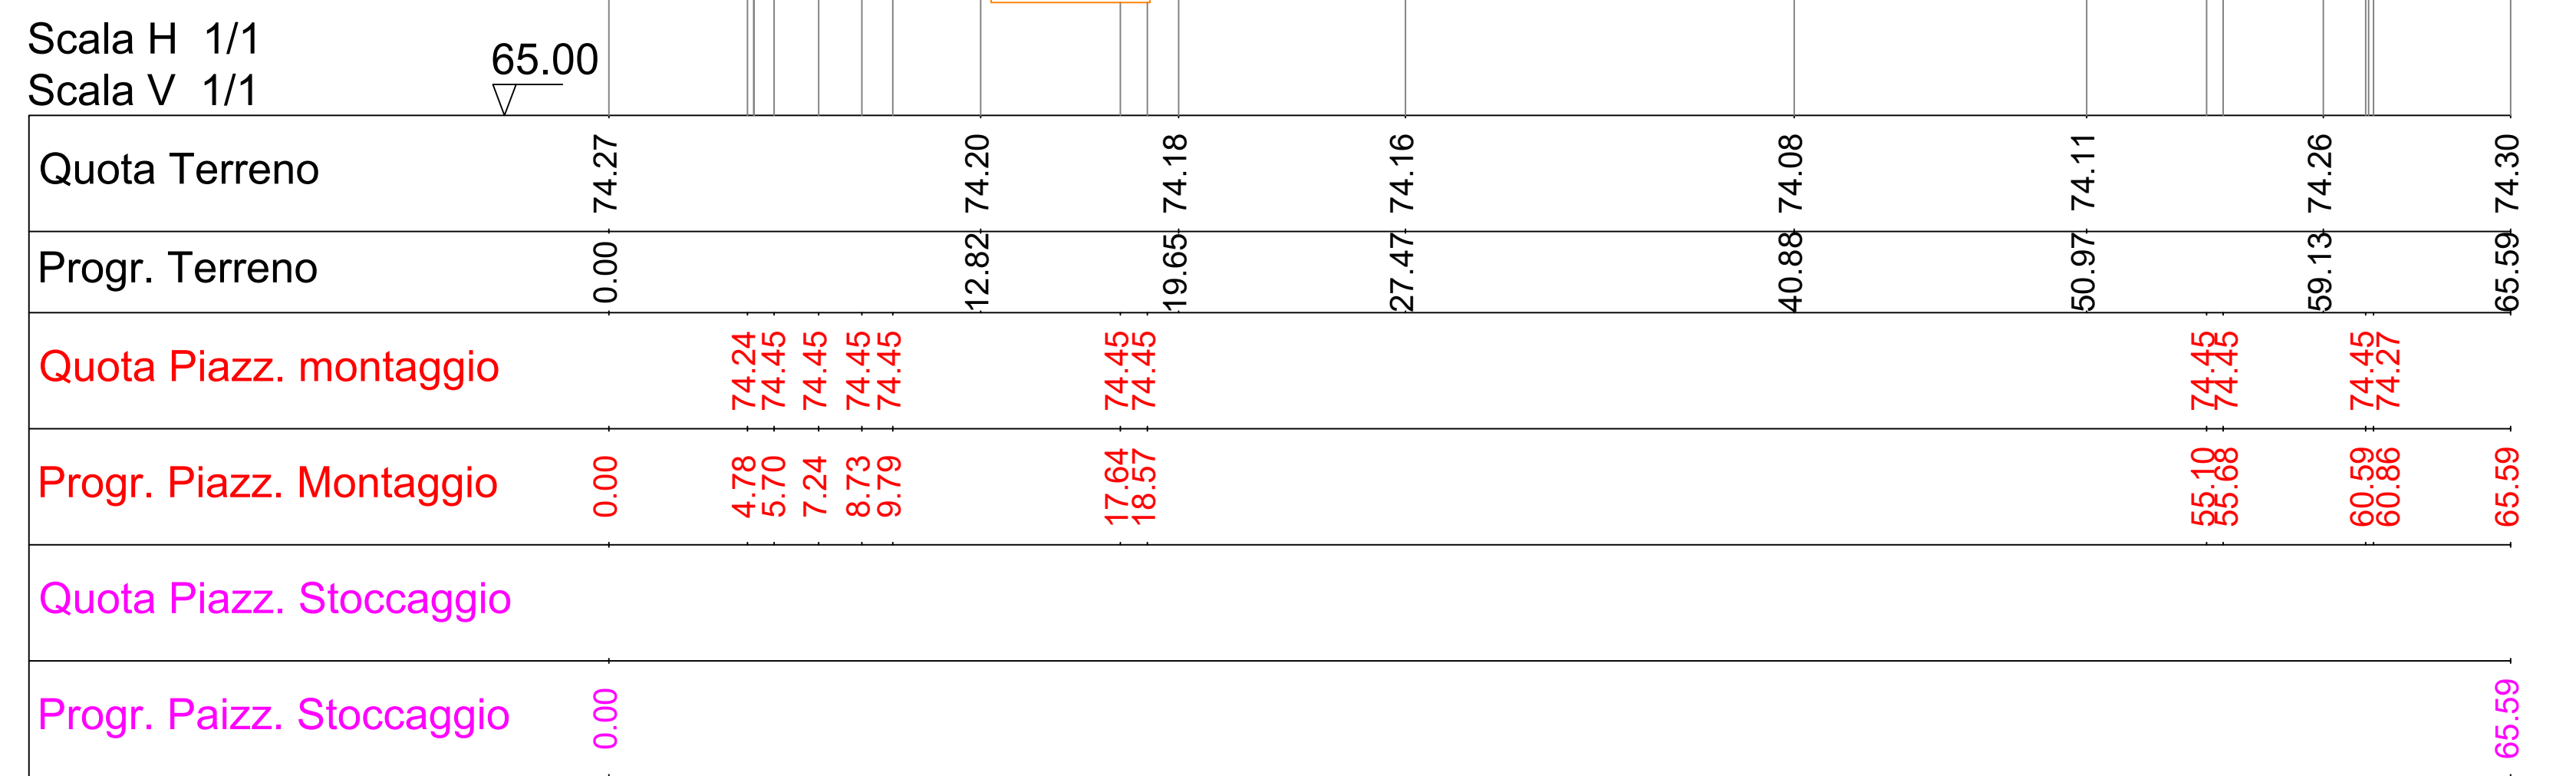 Scala H 1/1
65.00
Scala V 1/1
Quota Terreno 74.27 74.20 74.18 74.16 74.08 74.11 74.26 74.30
Progr. Terreno 0.00 12.82 19.65 27.47 40.88 50.97 59.13 65.59
Quota Piazz. montaggio 74.24 74.45 74.45 74.45 74.45 74.45 74.45 74.45 74.45 74.45 74.27
Progr. Piazz. Montaggio 0.00 4.78 5.70 7.24 8.73 9.79 17.64 18.57 55.10 55.68 60.59 60.86 65.59
Quota Piazz. Stoccaggio
Progr. Paizz. Stoccaggio 0.00 65.59